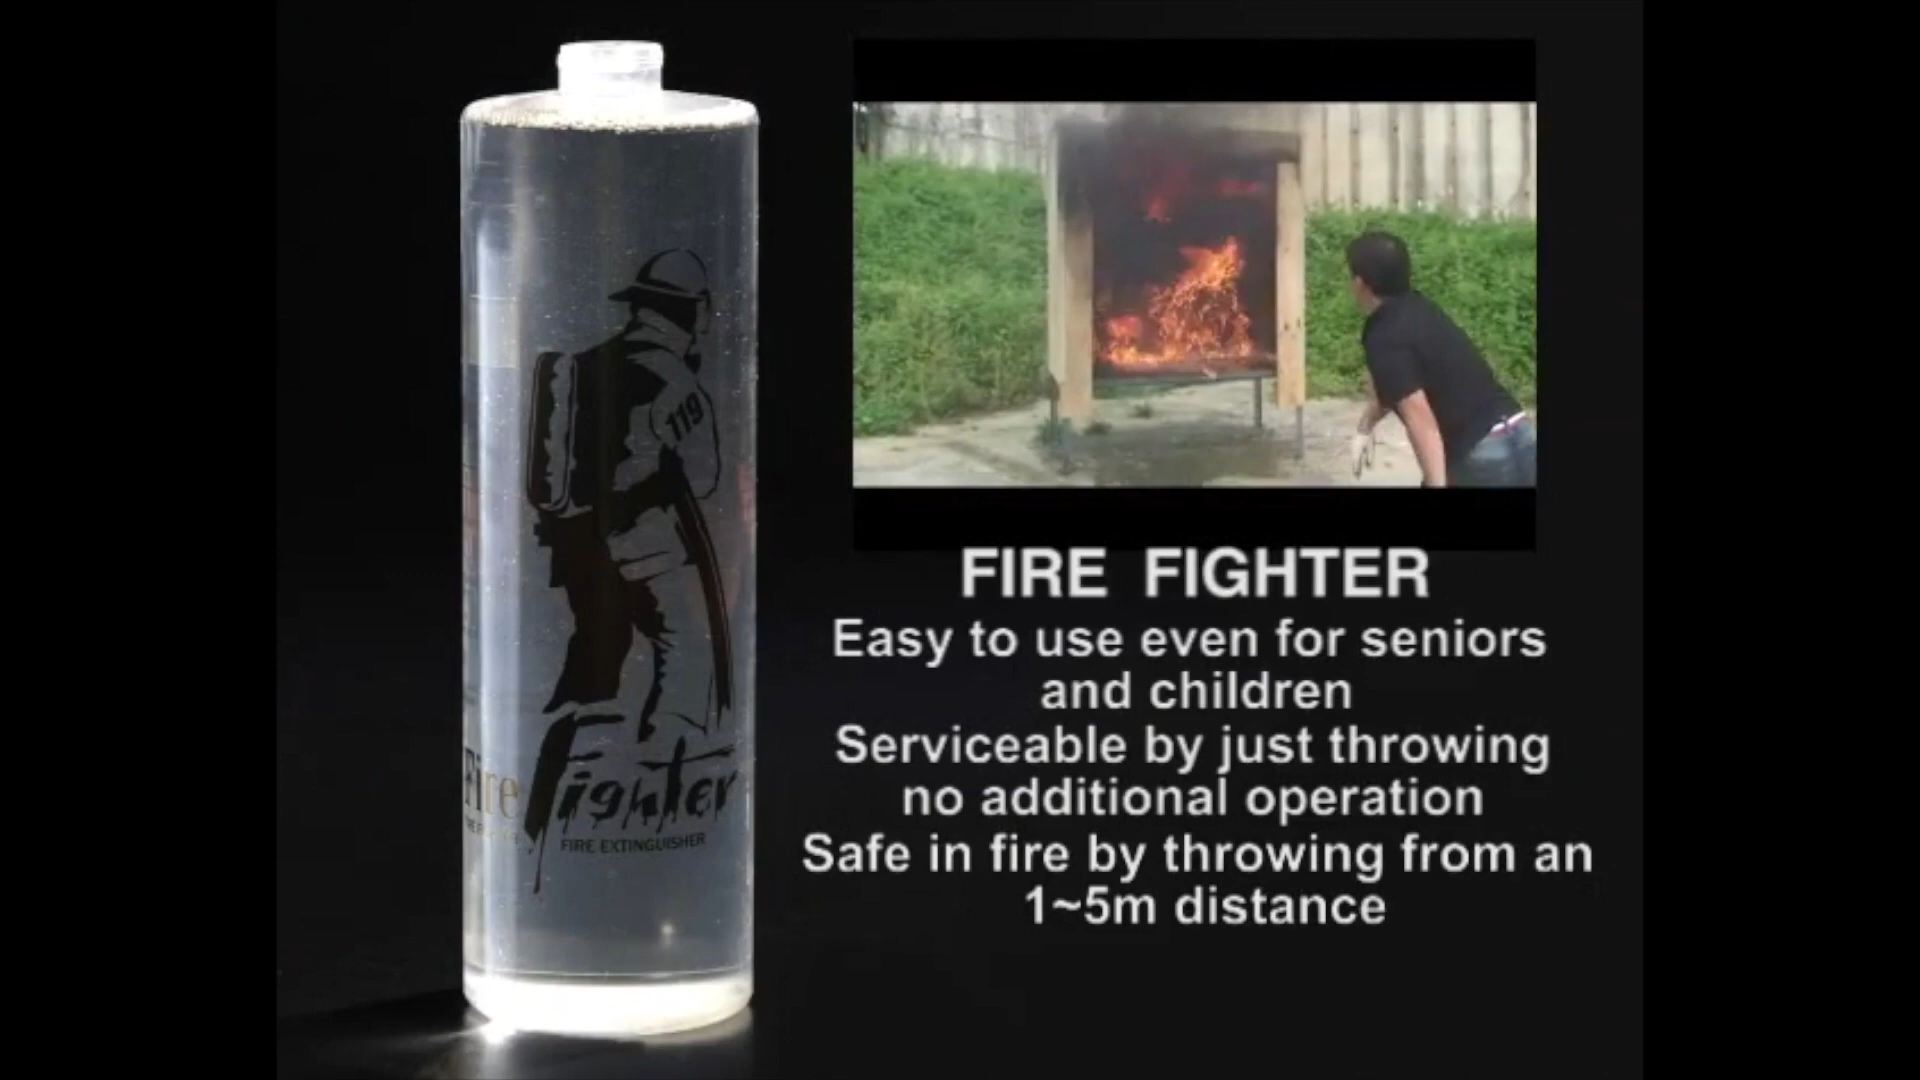 119
Fire
Fighter
FIRE EXTINGUISHER
FIRE FIGHTER
Easy to use even for seniors
and children
Serviceable by just throwing
no additional operation
Safe in fire by throwing from an
1~5m distance